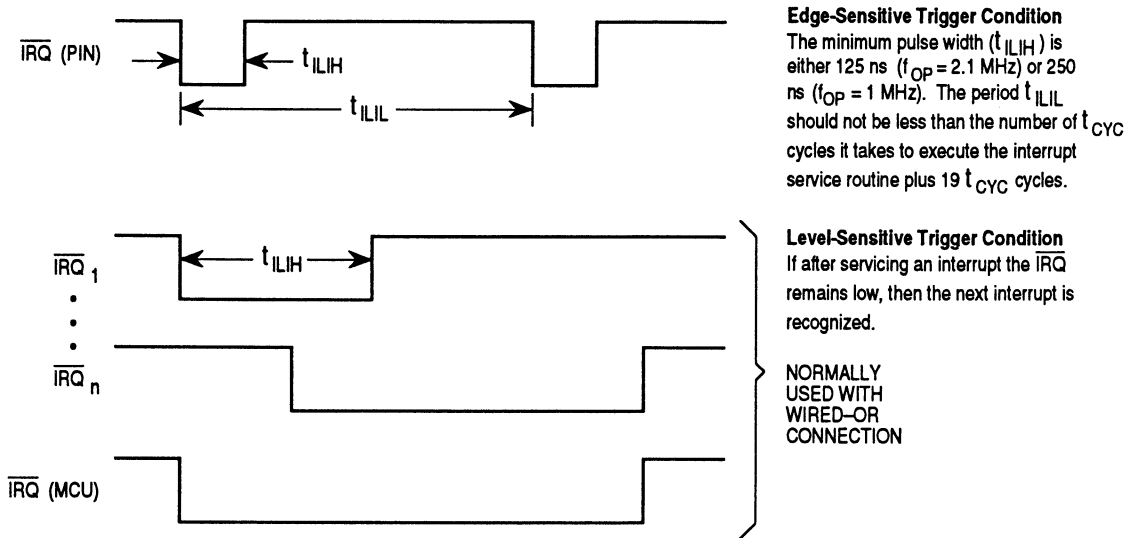 IRQ (PIN)
tILIH
tILIL
Edge-Sensitive Trigger Condition
The minimum pulse width (tILIH) is
either 125 ns (fOP = 2.1 MHz) or 250
ns (fOP = 1 MHz). The period tILIL
should not be less than the number of tCYC
cycles it takes to execute the interrupt
service routine plus 19 tCYC cycles.
IRQ1
tILIH
IRQn
IRQ (MCU)
Level-Sensitive Trigger Condition
If after servicing an interrupt the IRQ
remains low, then the next interrupt is
recognized.
NORMALLY
USED WITH
WIRED–OR
CONNECTION